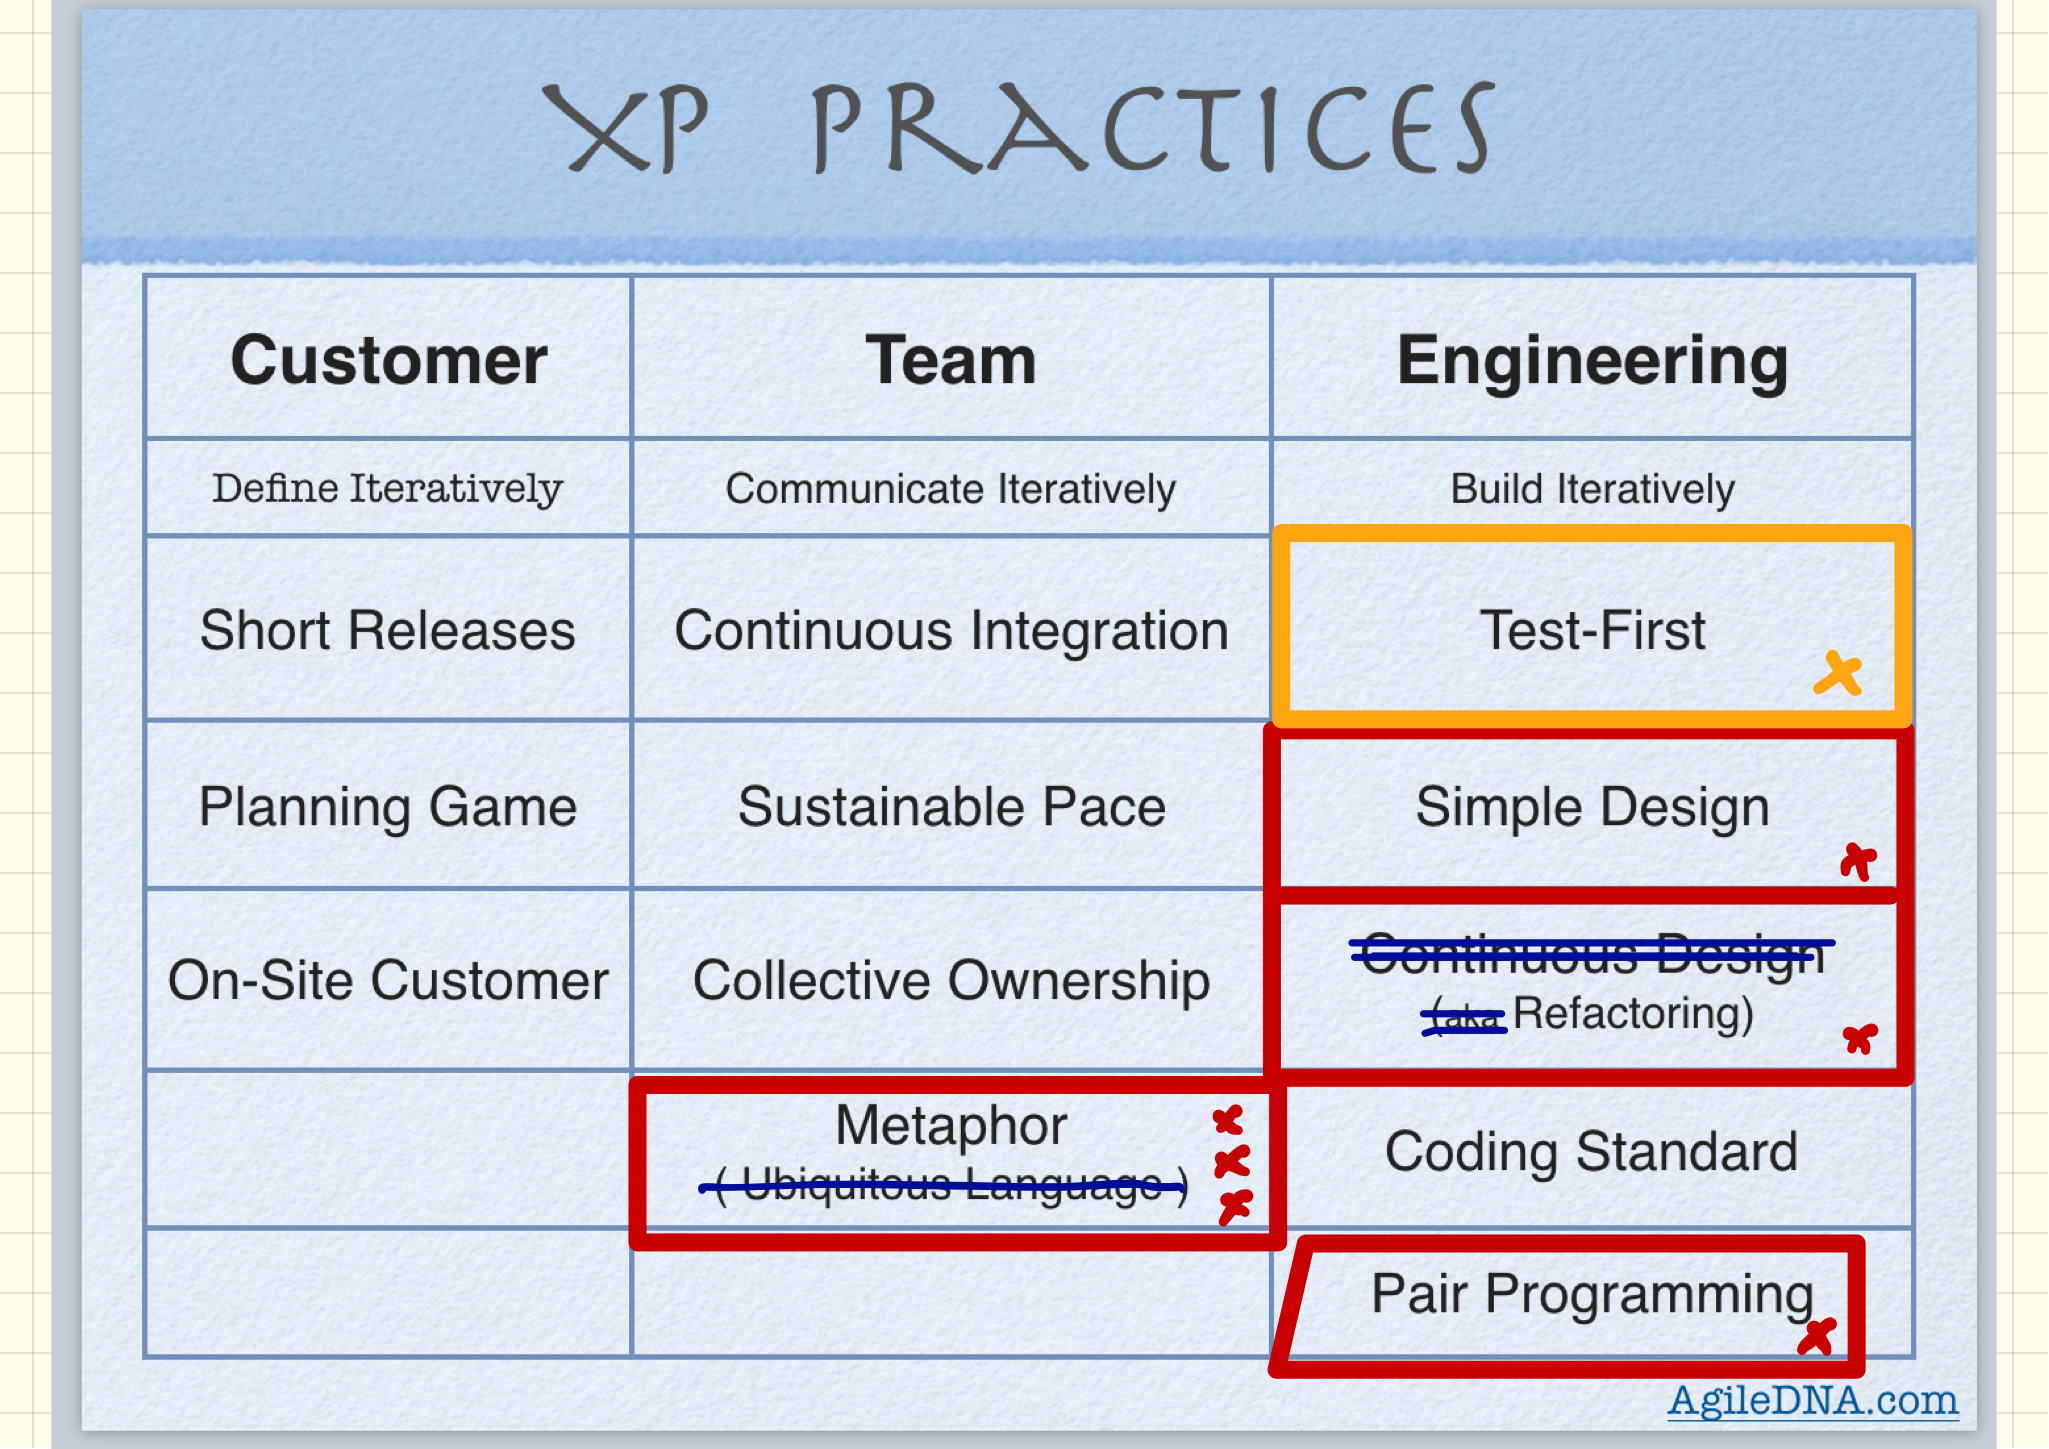 XP PRACTICES
Customer Team Engineering
Define Iteratively Communicate Iteratively Build Iteratively
Short Releases Continuous Integration Test-First
Planning Game Sustainable Pace Simple Design
On-Site Customer Collective Ownership Continuous Design
(aka Refactoring)
Metaphor
( Ubiquitous Language )
Coding Standard
Pair Programming
AgileDNA.com